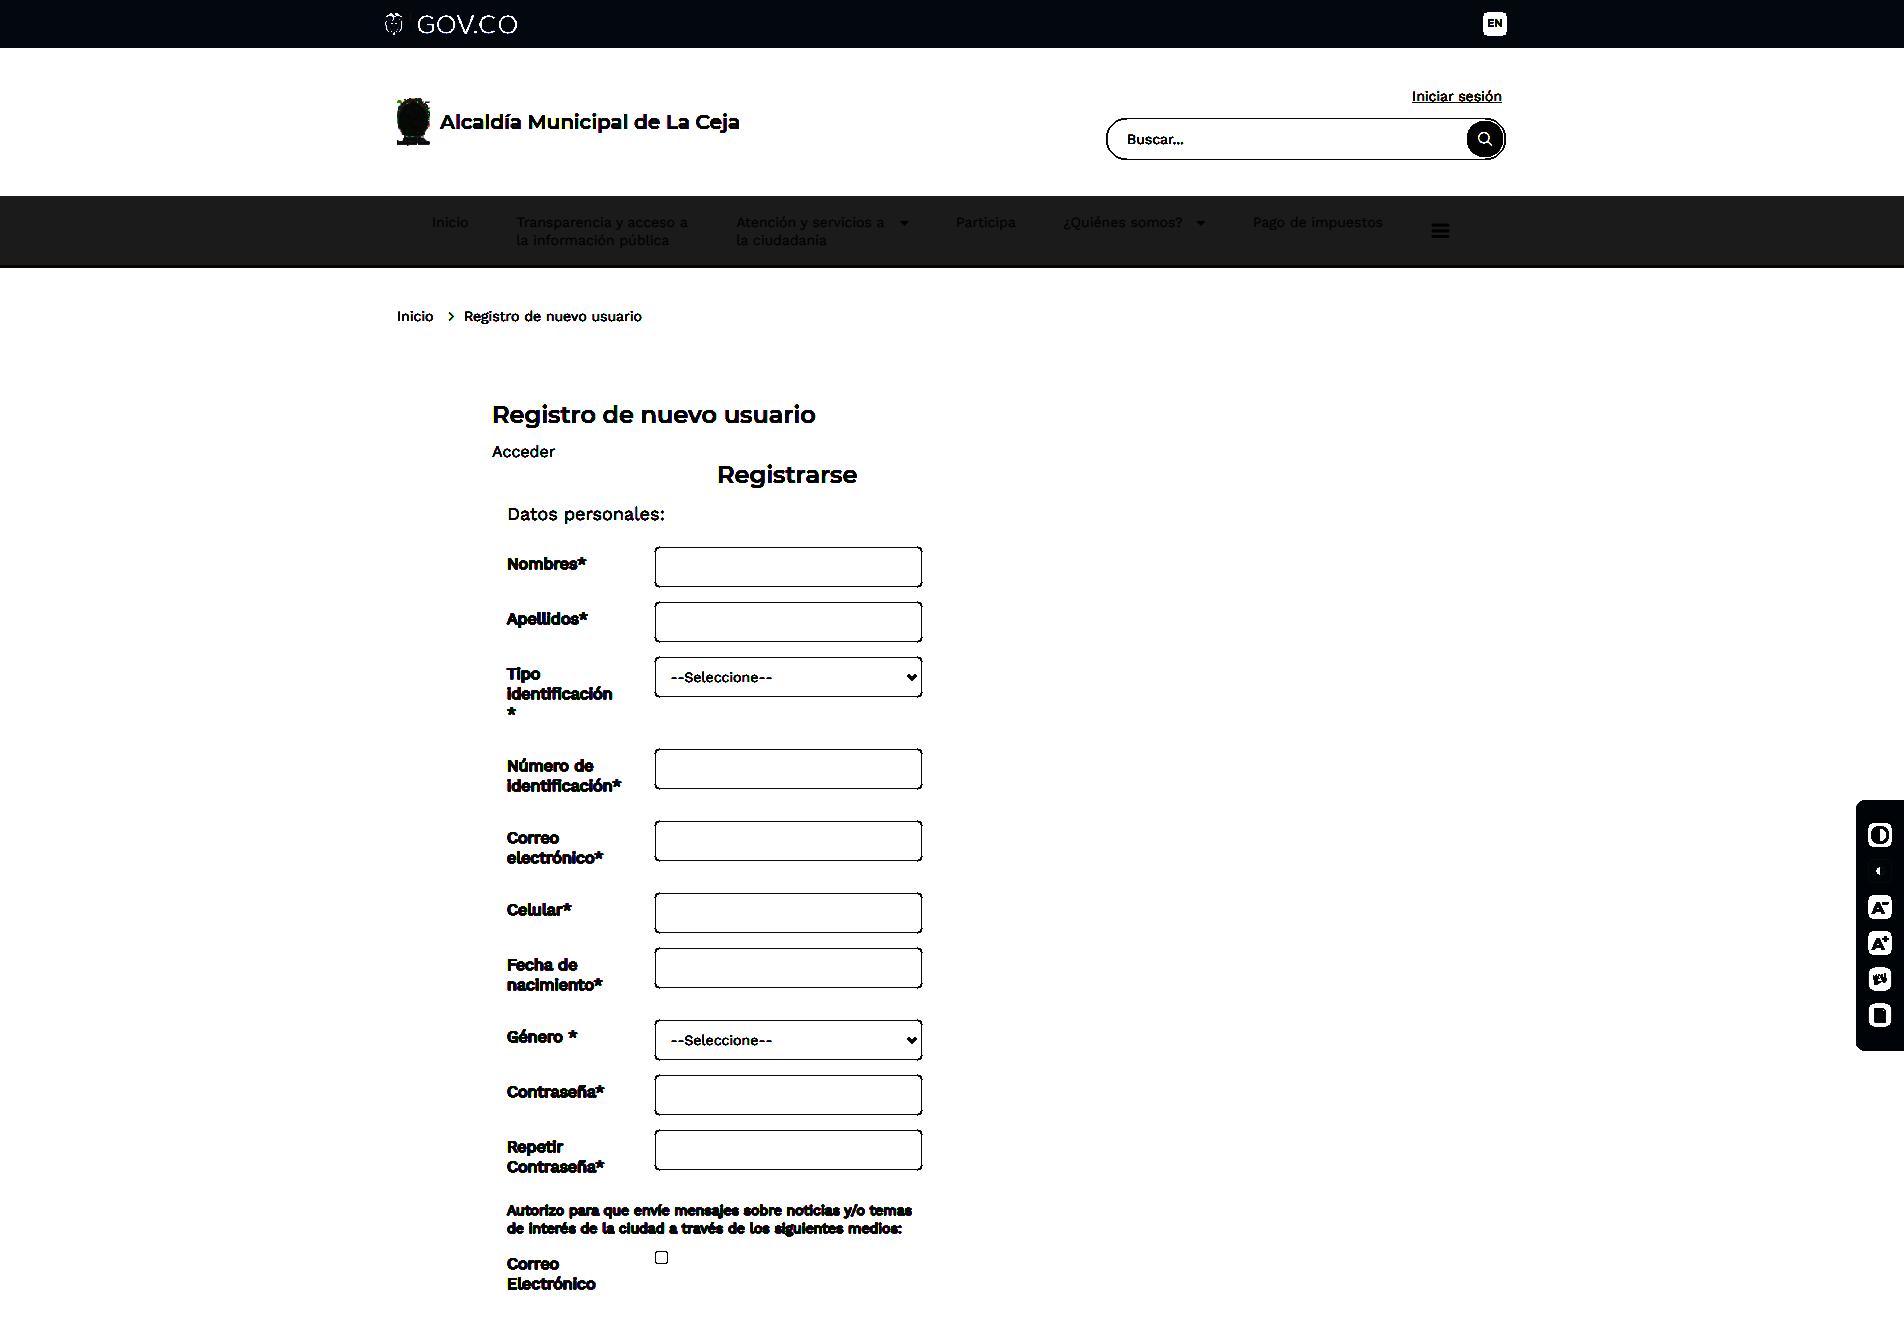 GOV.CO
EN
Alcaldía Municipal de La Ceja
Iniciar sesión
Buscar...
Inicio
Transparencia y acceso a
la información pública
Atención y servicios a
la ciudadanía
Participa
¿Quiénes somos?
Pago de impuestos
Inicio > Registro de nuevo usuario
Registro de nuevo usuario
Acceder
Registrarse
Datos personales:
Nombres*
Apellidos*
Tipo
identificación
*
--Seleccione--
Número de
identificación*
Correo
electrónico*
Celular*
Fecha de
nacimiento*
Género *
--Seleccione--
Contraseña*
Repetir
Contraseña*
Autorizo para que envíe mensajes sobre noticias y/o temas
de interés de la ciudad a través de los siguientes medios:
Correo
Electrónico
A-
A+